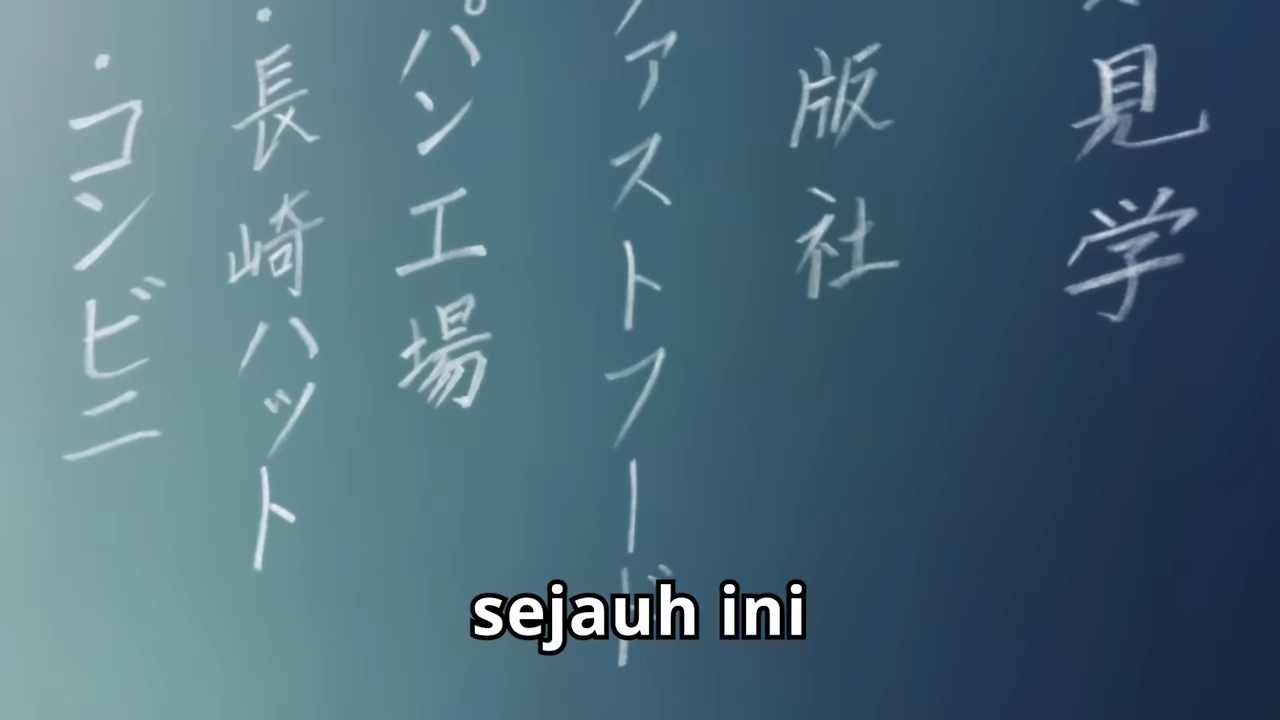 見学
版社
ァストフード
パン工場
・長崎ハット
・コンビニ
sejauh ini